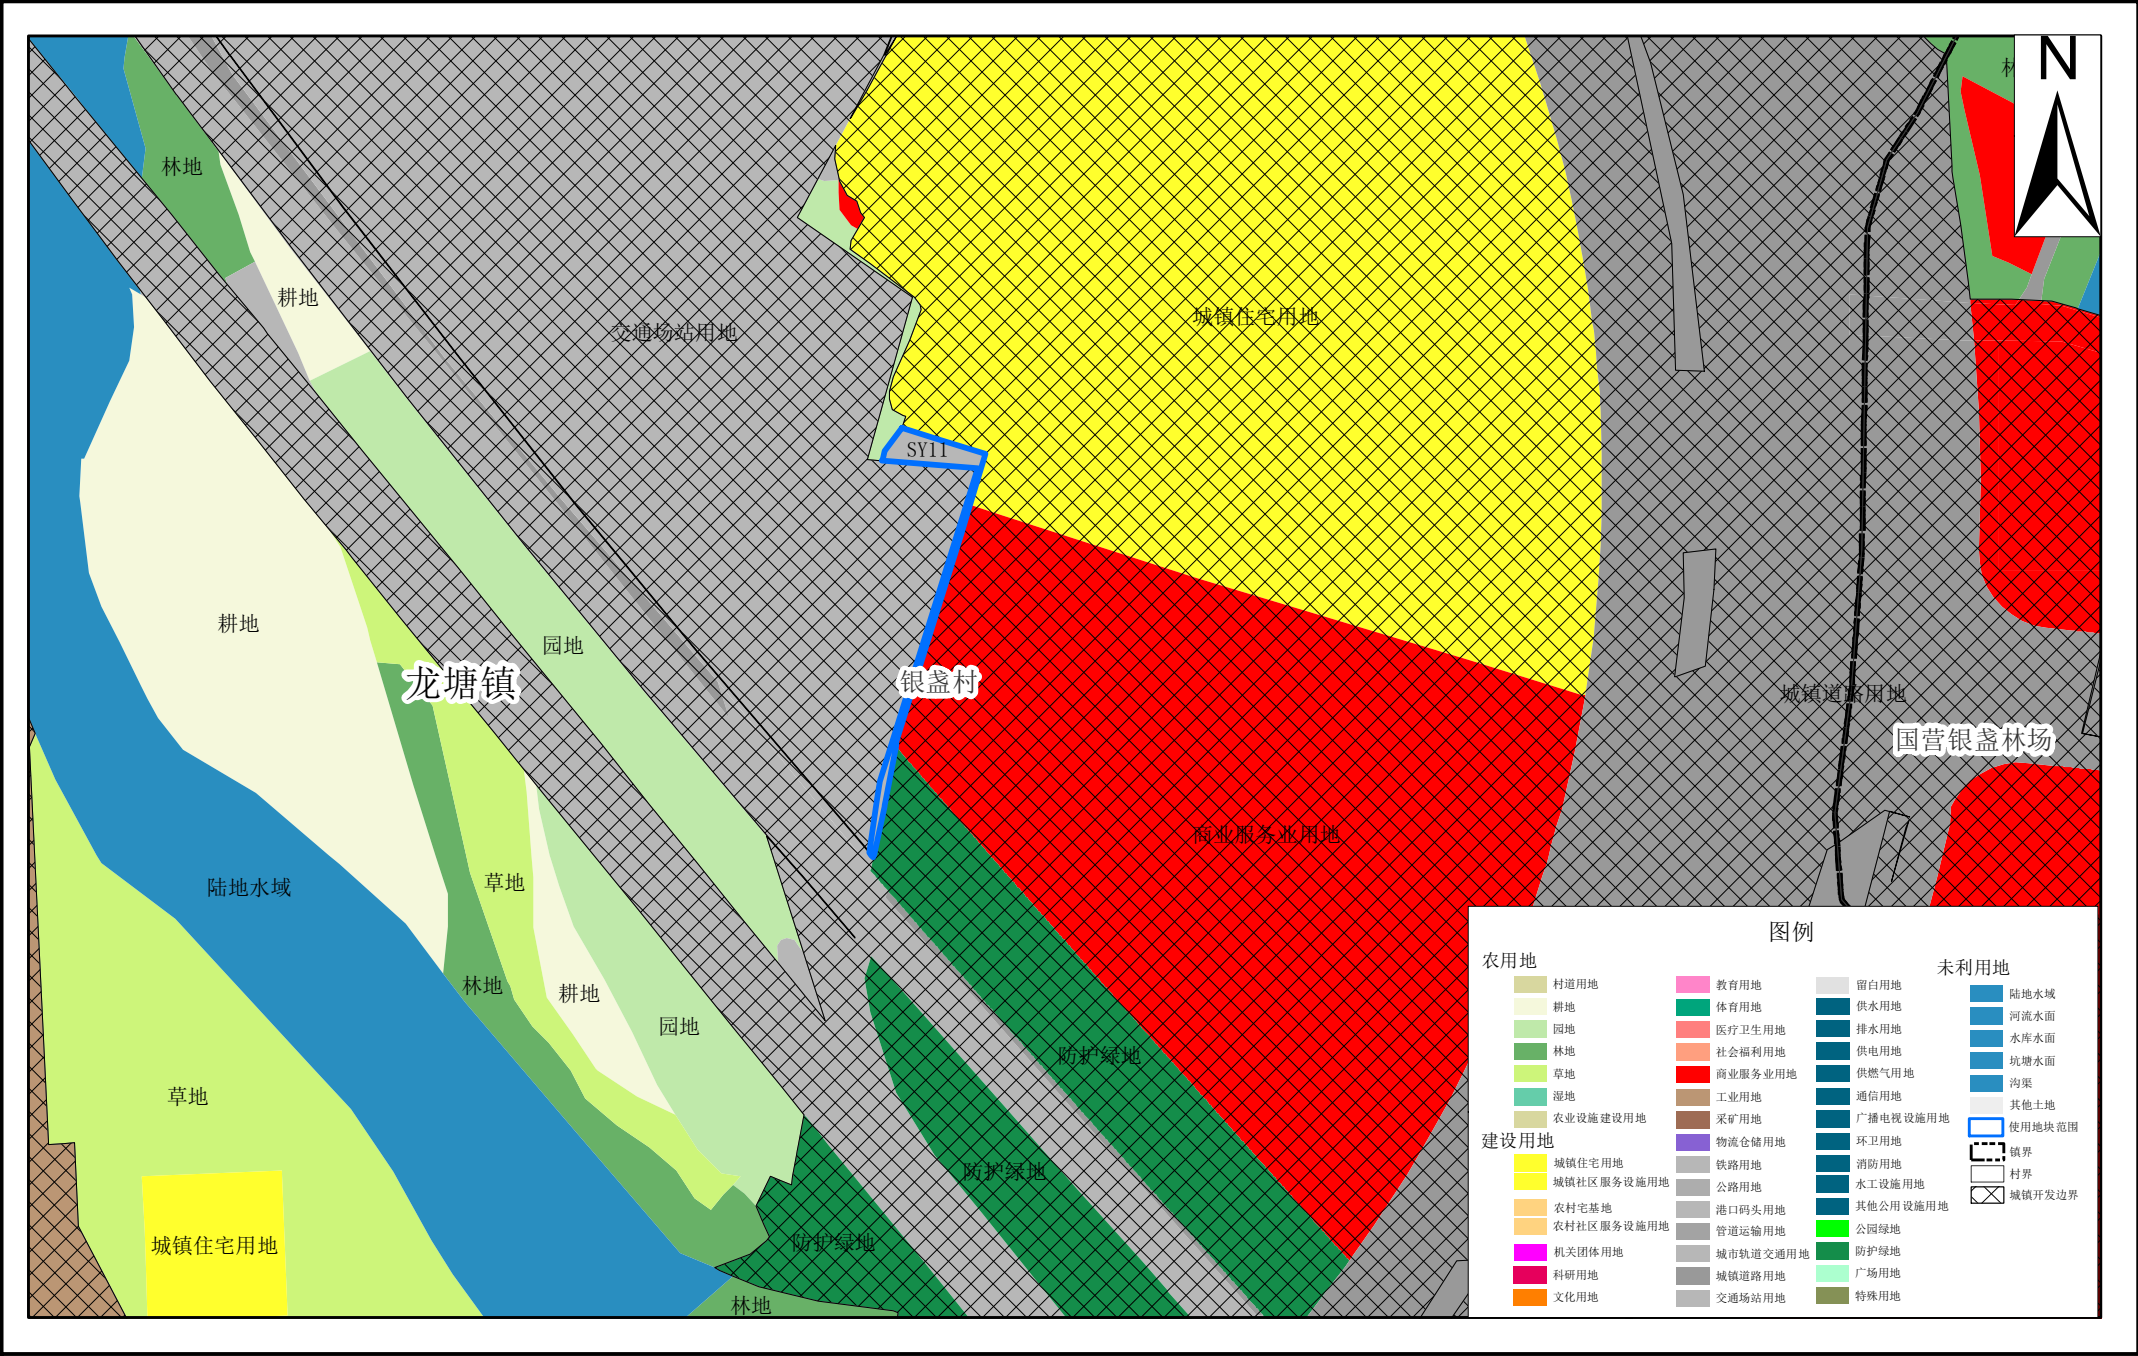 N
林地
耕地
交通场站用地
城镇住宅用地
SY11
耕地
园地
龙塘镇
银盏村
城镇道路用地
国营银盏林场
商业服务业用地
陆地水域
草地
林地
耕地
园地
防护绿地
草地
防护绿地
防护绿地
城镇住宅用地
林地
图例
农用地
村道用地
耕地
园地
林地
草地
湿地
农业设施建设用地
建设用地
城镇住宅用地
城镇社区服务设施用地
农村宅基地
农村社区服务设施用地
机关团体用地
科研用地
文化用地
教育用地
体育用地
医疗卫生用地
社会福利用地
商业服务业用地
工业用地
采矿用地
物流仓储用地
铁路用地
公路用地
港口码头用地
管道运输用地
城市轨道交通用地
城镇道路用地
交通场站用地
留白用地
供水用地
排水用地
供电用地
供燃气用地
通信用地
广播电视设施用地
环卫用地
消防用地
水工设施用地
其他公用设施用地
公园绿地
防护绿地
广场用地
特殊用地
未利用地
陆地水域
河流水面
水库水面
坑塘水面
沟渠
其他土地
使用地块范围
镇界
村界
城镇开发边界